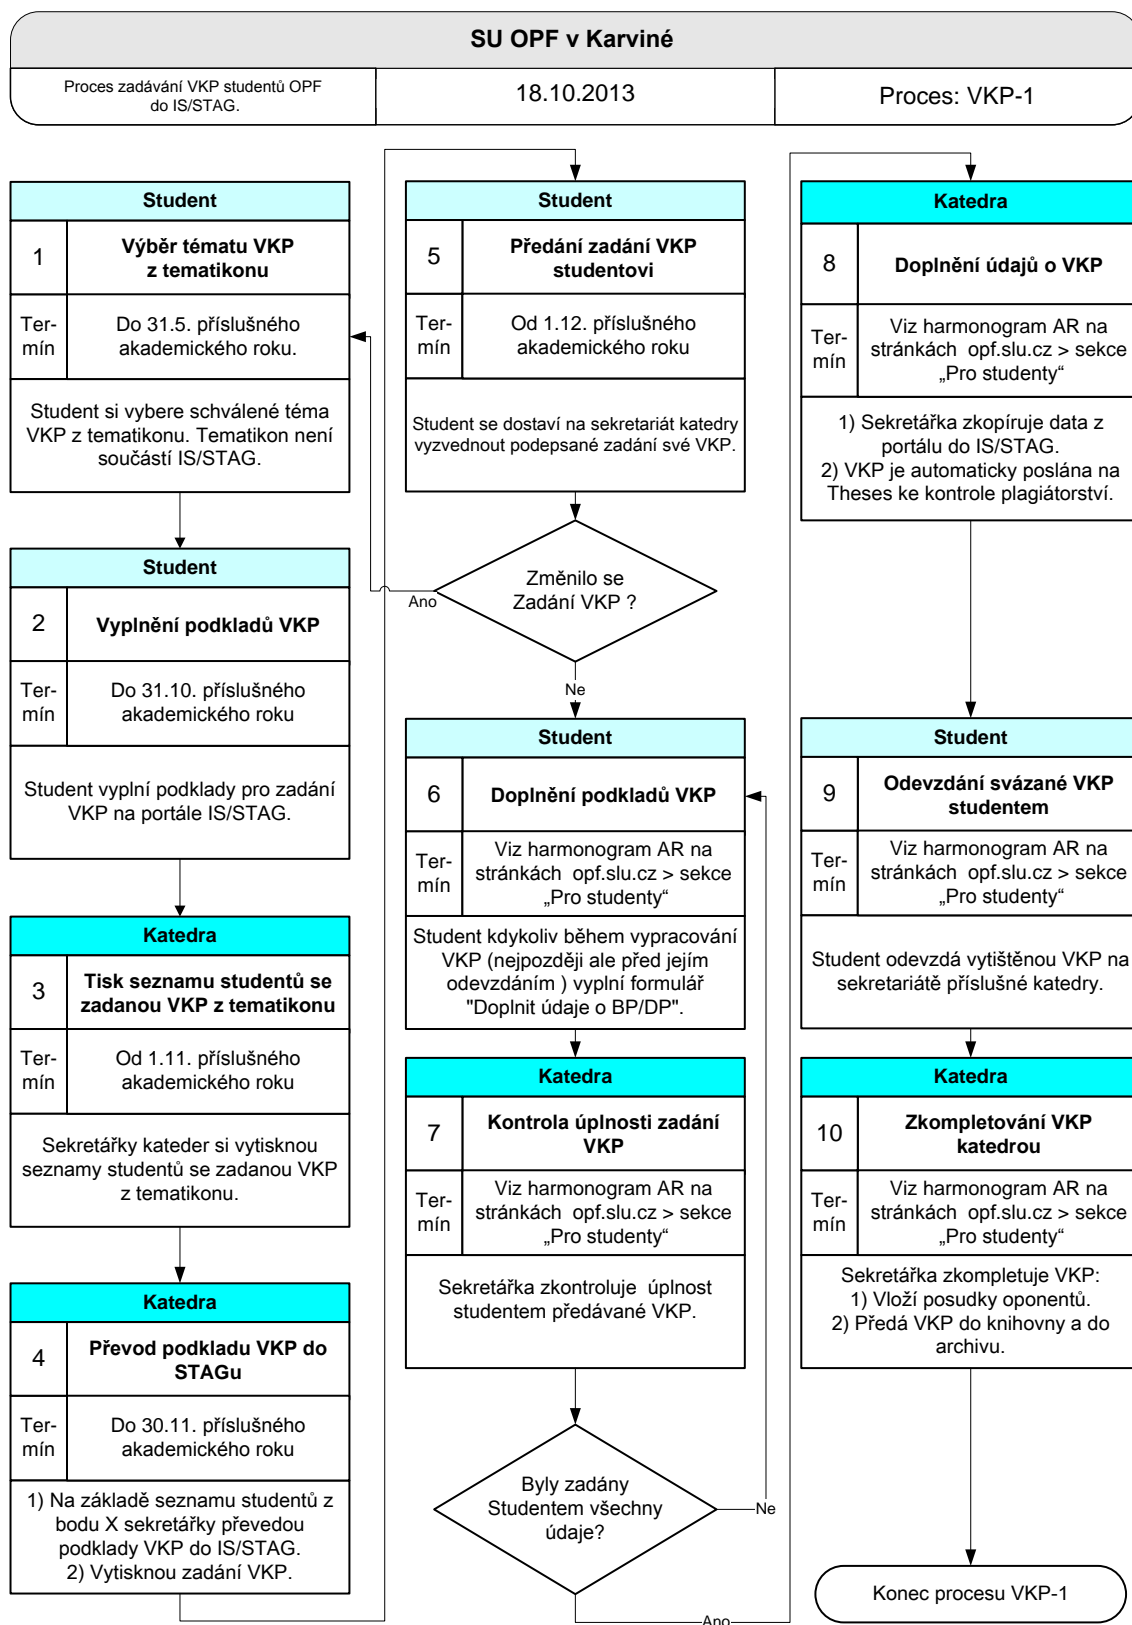 SU OPF v Karviné
Proces zadávání VKP studentů OPF
do IS/STAG.
18.10.2013
Proces: VKP-1
Student
1
Výběr tématu VKP
z tematikonu
Ter-
mín
Do 31.5. příslušného
akademického roku.
Student si vybere schválené téma
VKP z tematikonu. Tematikon není
součástí IS/STAG.
Student
2
Vyplnění podkladů VKP
Ter-
mín
Do 31.10. příslušného
akademického roku
Student vyplní podklady pro zadání
VKP na portále IS/STAG.
Katedra
3
Tisk seznamu studentů se
zadanou VKP z tematikonu
Ter-
mín
Od 1.11. příslušného
akademického roku
Sekretářky kateder si vytisknou
seznamy studentů se zadanou VKP
z tematikonu.
Katedra
4
Převod podkladu VKP do
STAGu
Ter-
mín
Do 30.11. příslušného
akademického roku
1) Na základě seznamu studentů z
bodu X sekretářky převedou
podklady VKP do IS/STAG.
2) Vytisknou zadání VKP.
Student
5
Předání zadání VKP
studentovi
Ter-
mín
Od 1.12. příslušného
akademického roku
Student se dostaví na sekretariát katedry
vyzvednout podepsané zadání své VKP.
Změnilo se
Zadání VKP ?
Ano
Ne
Student
6
Doplnění podkladů VKP
Ter-
mín
Viz harmonogram AR na
stránkách opf.slu.cz > sekce
„Pro studenty“
Student kdykoliv během vypracování
VKP (nejpozději ale před jejím
odevzdáním ) vyplní formulář
"Doplnit údaje o BP/DP".
Katedra
7
Kontrola úplnosti zadání
VKP
Ter-
mín
Viz harmonogram AR na
stránkách opf.slu.cz > sekce
„Pro studenty“
Sekretářka zkontroluje úplnost
studentem předávané VKP.
Byly zadány
Studentem všechny
údaje?
Ne
Ano
Katedra
8
Doplnění údajů o VKP
Ter-
mín
Viz harmonogram AR na
stránkách opf.slu.cz > sekce
„Pro studenty“
1) Sekretářka zkopíruje data z
portálu do IS/STAG.
2) VKP je automaticky poslána na
Theses ke kontrole plagiátorství.
Student
9
Odevzdání svázané VKP
studentem
Ter-
mín
Viz harmonogram AR na
stránkách opf.slu.cz > sekce
„Pro studenty“
Student odevzdá vytištěnou VKP na
sekretariátě příslušné katedry.
Katedra
10
Zkompletování VKP
katedrou
Ter-
mín
Viz harmonogram AR na
stránkách opf.slu.cz > sekce
„Pro studenty“
Sekretářka zkompletuje VKP:
1) Vloží posudky oponentů.
2) Předá VKP do knihovny a do
archivu.
Konec procesu VKP-1